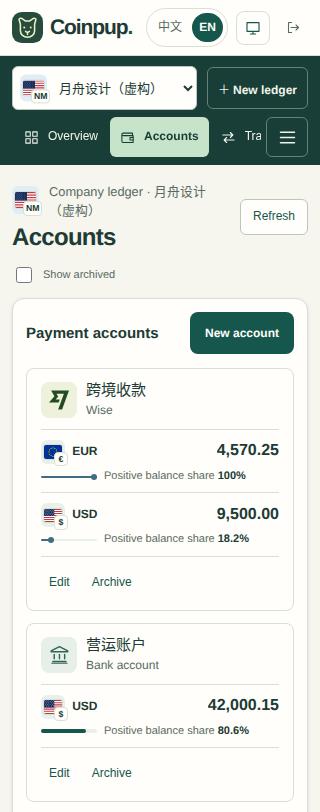 Coinpup.
中文
EN
NM
月舟设计（虚构）
+ New ledger
Overview
Accounts
Tra
NM
Company ledger · 月舟设计
（虚构）
Accounts
Refresh
Show archived
Payment accounts
New account
跨境收款
Wise
€
EUR
4,570.25
Positive balance share 100%
$
USD
9,500.00
Positive balance share 18.2%
Edit
Archive
营运账户
Bank account
$
USD
42,000.15
Positive balance share 80.6%
Edit
Archive